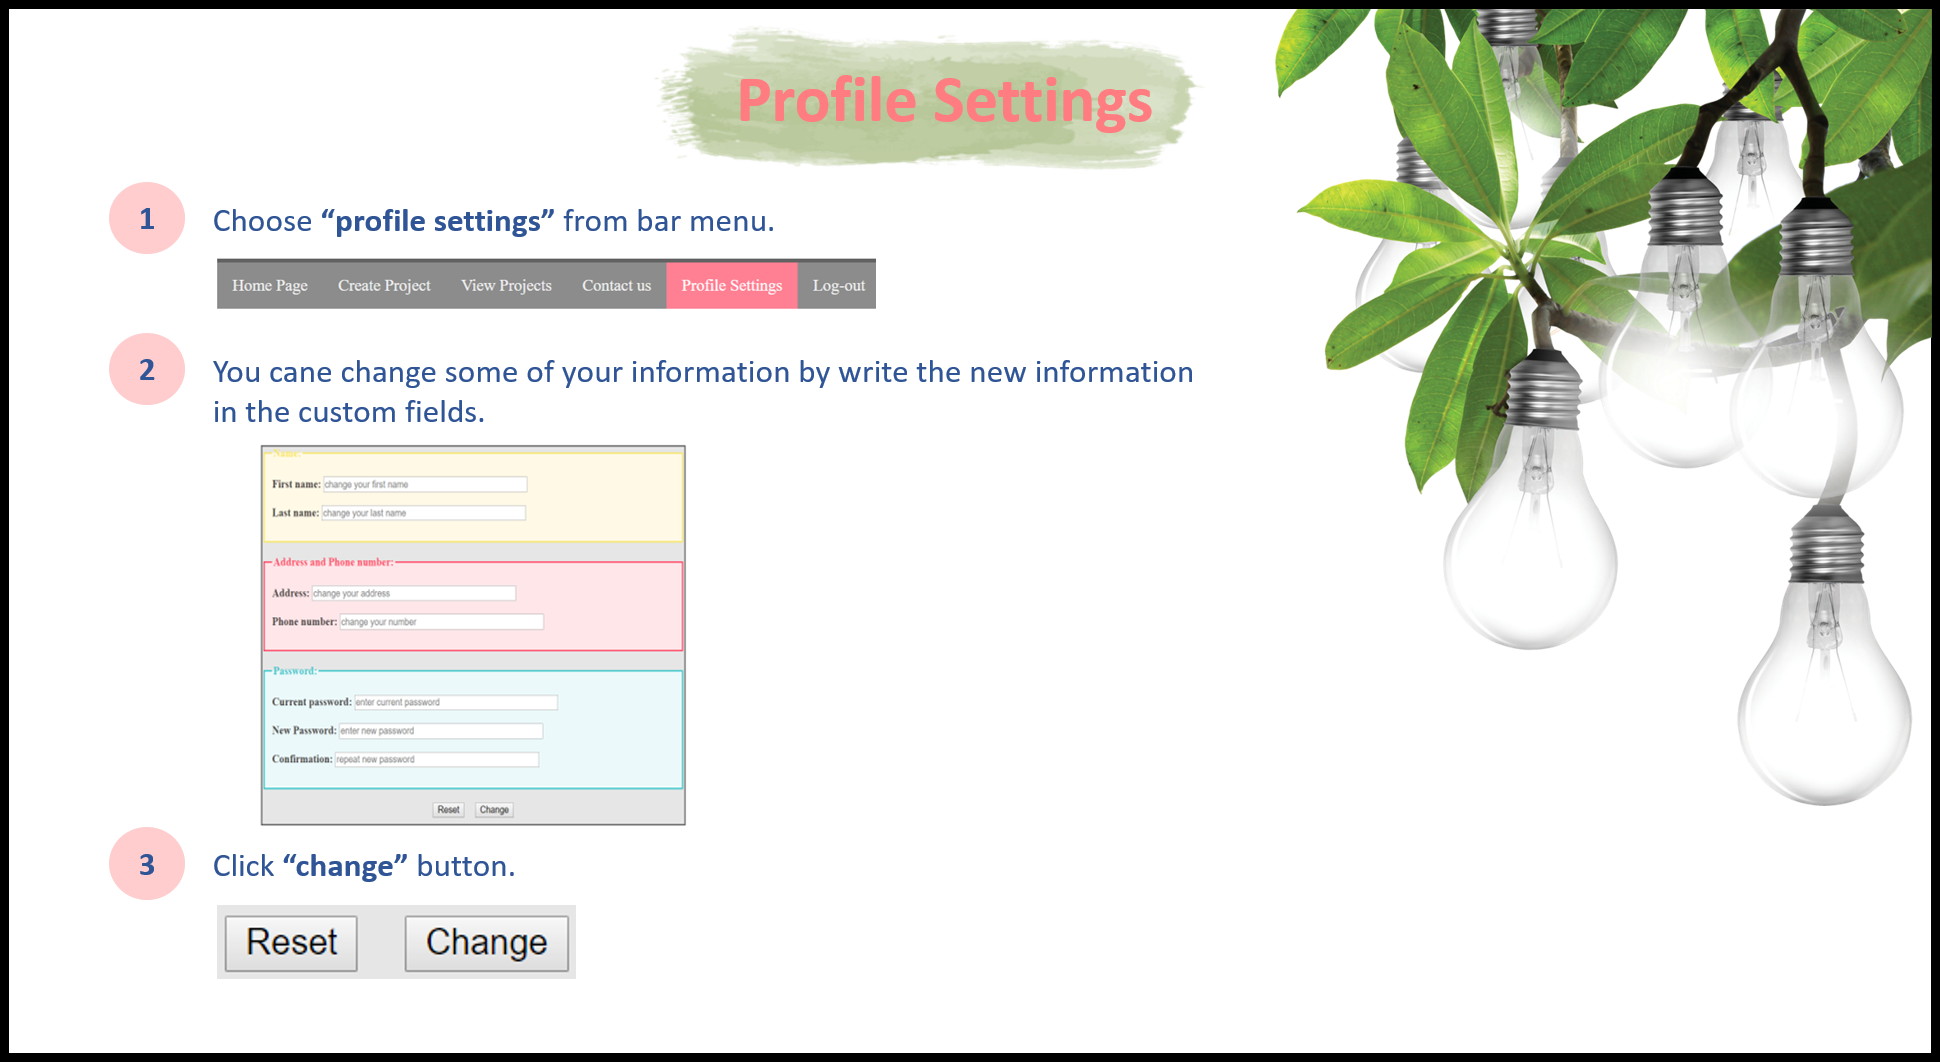 Profile Settings
1
Choose “profile settings” from bar menu.
Home Page Create Project View Projects Contact us Profile Settings Log-out
2
You cane change some of your information by write the new information
in the custom fields.
Name:
First name: change your first name
Last name: change your last name
Address and Phone number:
Address: change your address
Phone number: change your number
Password:
Current password: enter current password
New Password: enter new password
Confirmation: repeat new password
Reset Change
3
Click “change” button.
Reset Change